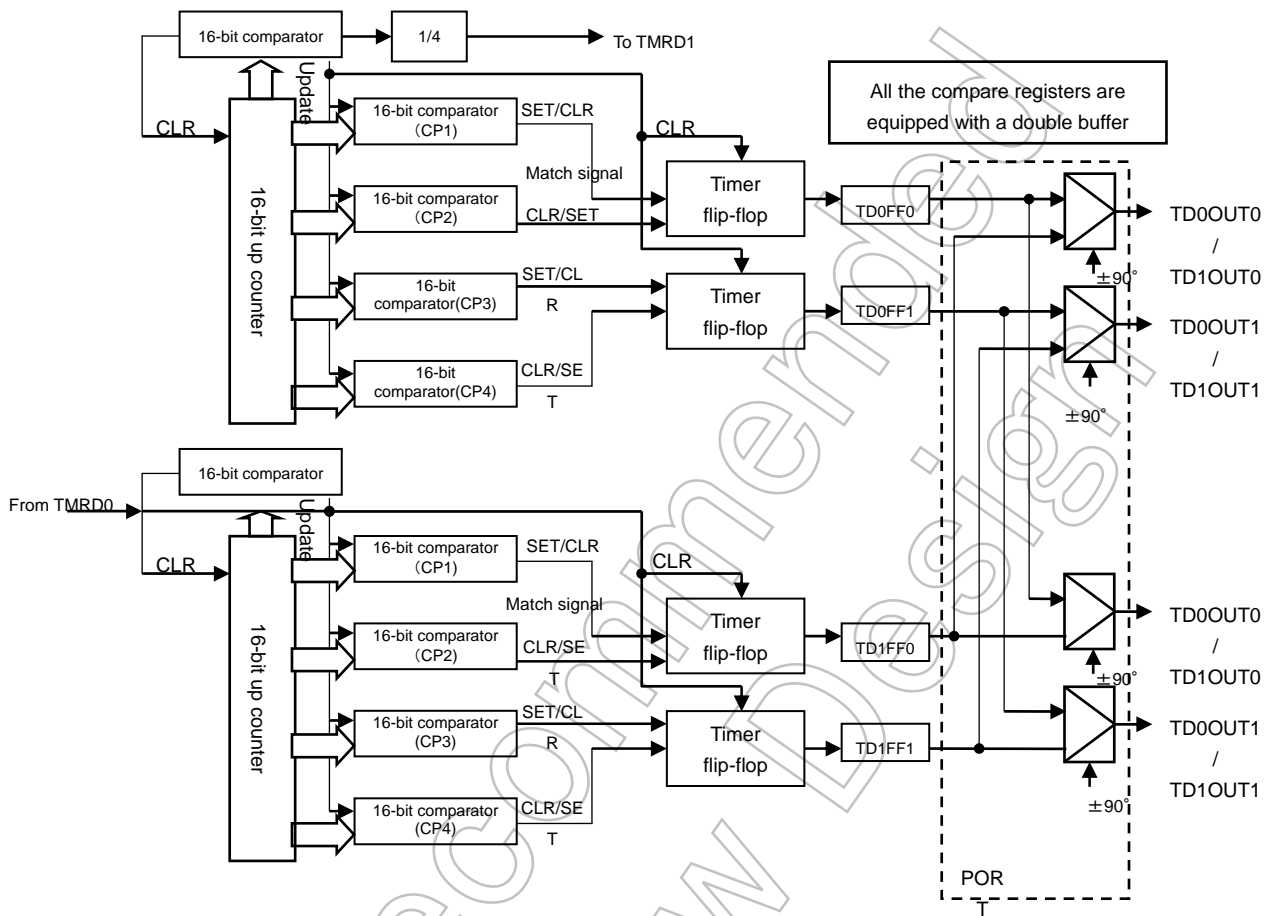 16-bit comparator
1/4
To TMRD1
Update
CLR
16-bit up counter
16-bit comparator
(CP1)
SET/CLR
Match signal
16-bit comparator
(CP2)
CLR/SET
16-bit
comparator(CP3)
SET/CL
R
16-bit
comparator(CP4)
CLR/SE
T
CLR
Timer
flip-flop
Timer
flip-flop
TD0FF0
TD0FF1
All the compare registers are
equipped with a double buffer
±90°
TD0OUT0
/
TD1OUT0
±90°
TD0OUT1
/
TD1OUT1
From TMRD0
16-bit comparator
Update
CLR
16-bit up counter
16-bit comparator
(CP1)
SET/CLR
Match signal
16-bit comparator
(CP2)
CLR/SE
T
16-bit comparator
(CP3)
SET/CL
R
16-bit comparator
(CP4)
CLR/SE
T
CLR
Timer
flip-flop
Timer
flip-flop
TD1FF0
TD1FF1
±90°
TD0OUT0
/
TD1OUT0
±90°
TD0OUT1
/
TD1OUT1
POR
T
ecommended
w Design